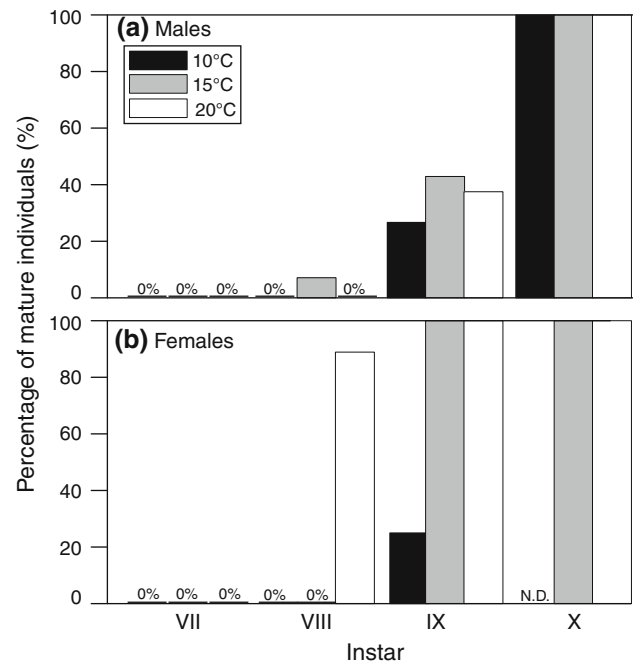 Percentage of mature individuals (%)
(a) Males
10°C
15°C
20°C
100
80
60
40
20
0
0% 0% 0% 0% 0%
(b) Females
100
80
60
40
20
0
0% 0% 0% 0% 0% N.D.
VII VIII IX X
Instar